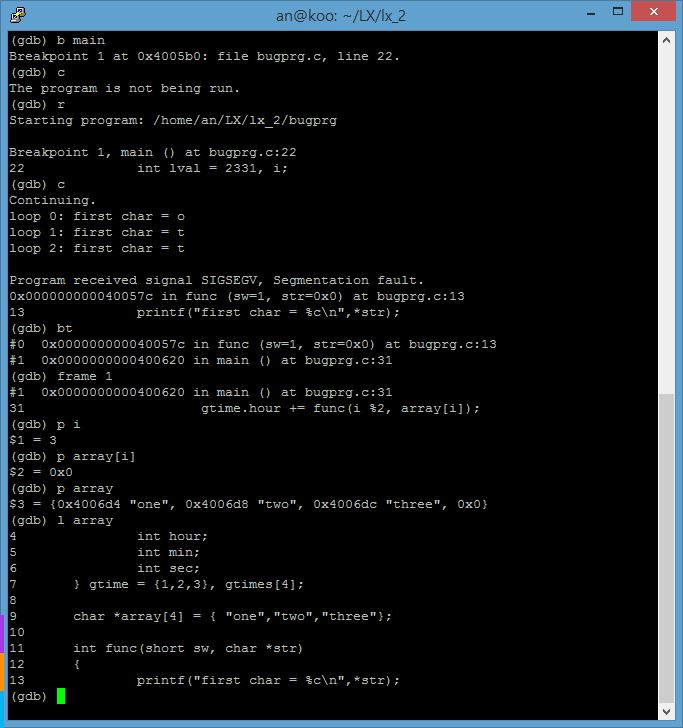 an@koo: ~/LX/lx_2
(gdb) b main
Breakpoint 1 at 0x4005b0: file bugprg.c, line 22.
(gdb) c
The program is not being run.
(gdb) r
Starting program: /home/an/LX/lx_2/bugprg

Breakpoint 1, main () at bugprg.c:22
22              int lval = 2331, i;
(gdb) c
Continuing.
loop 0: first char = o
loop 1: first char = t
loop 2: first char = t

Program received signal SIGSEGV, Segmentation fault.
0x000000000040057c in func (sw=1, str=0x0) at bugprg.c:13
13              printf("first char = %c\n",*str);
(gdb) bt
#0  0x000000000040057c in func (sw=1, str=0x0) at bugprg.c:13
#1  0x0000000000400620 in main () at bugprg.c:31
(gdb) frame 1
#1  0x0000000000400620 in main () at bugprg.c:31
31                      gtime.hour += func(i %2, array[i]);
(gdb) p i
$1 = 3
(gdb) p array[i]
$2 = 0x0
(gdb) p array
$3 = {0x4006d4 "one", 0x4006d8 "two", 0x4006dc "three", 0x0}
(gdb) l array
4               int hour;
5               int min;
6               int sec;
7       } gtime = {1,2,3}, gtimes[4];
8
9       char *array[4] = { "one","two","three"};
10
11      int func(short sw, char *str)
12      {
13              printf("first char = %c\n",*str);
(gdb)